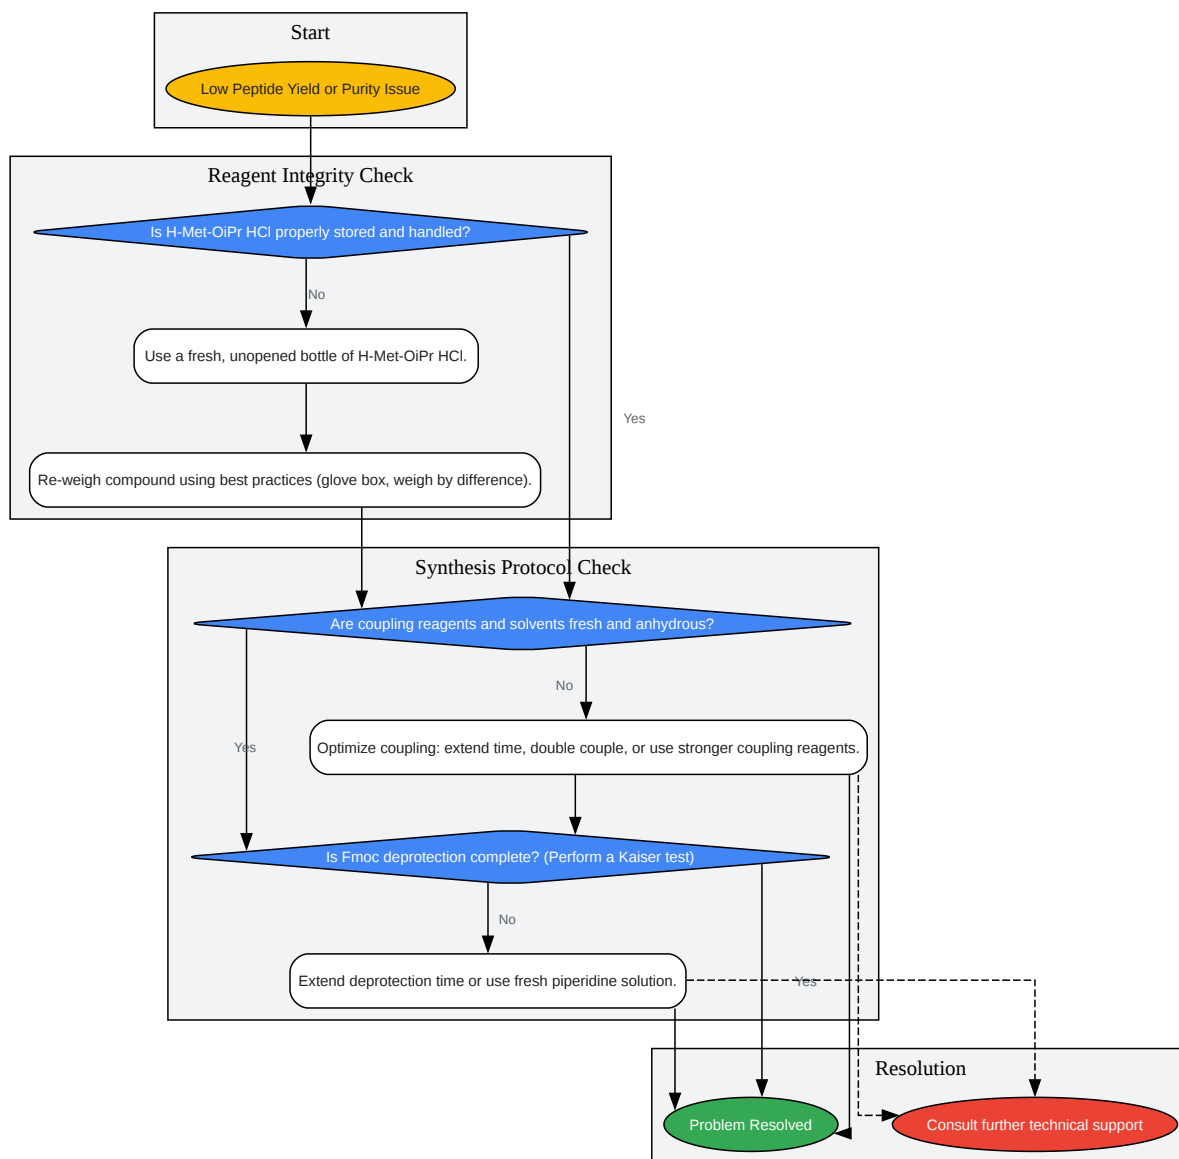 Start
Low Peptide Yield or Purity Issue
Reagent Integrity Check
Is H-Met-OiPr HCl properly stored and handled?
No
Use a fresh, unopened bottle of H-Met-OiPr HCl.
Yes
Re-weigh compound using best practices (glove box, weigh by difference).
Synthesis Protocol Check
Are coupling reagents and solvents fresh and anhydrous?
No
Yes
Optimize coupling: extend time, double couple, or use stronger coupling reagents.
Is Fmoc deprotection complete? (Perform a Kaiser test)
No
Extend deprotection time or use fresh piperidine solution.
Yes
Resolution
Problem Resolved
Consult further technical support